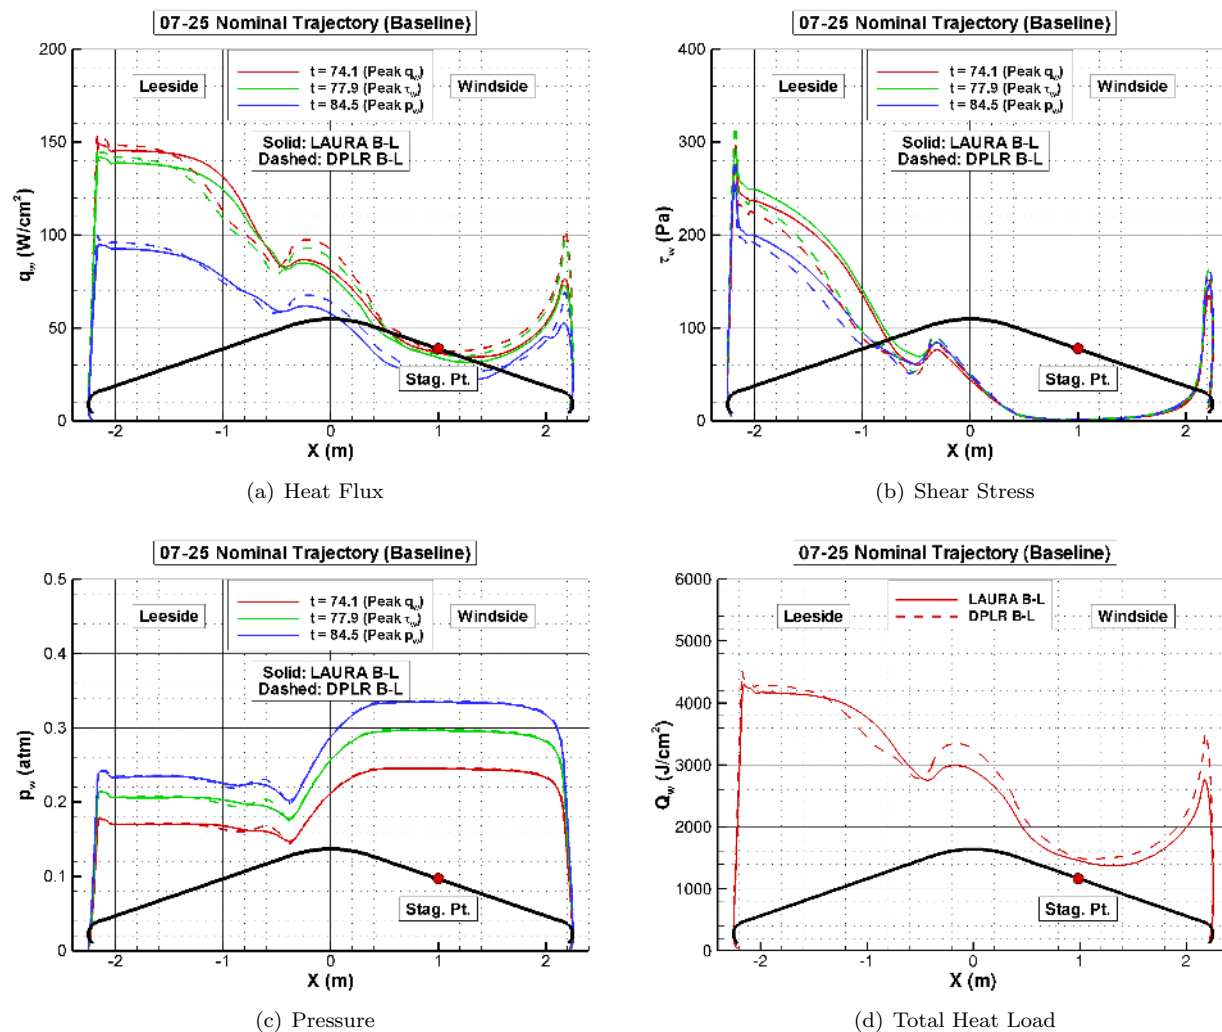 07-25 Nominal Trajectory (Baseline)
200
150
100
50
0
q_w (W/cm²)
Leeside
t = 74.1 (Peak q_w)
t = 77.9 (Peak τ_w)
t = 84.5 (Peak p_w)
Windside
Solid: LAURA B-L
Dashed: DPLR B-L
Stag. Pt.
-2 -1 0 1 2
X (m)
(a) Heat Flux
07-25 Nominal Trajectory (Baseline)
400
300
200
100
0
τ_w (Pa)
Leeside
t = 74.1 (Peak q_w)
t = 77.9 (Peak τ_w)
t = 84.5 (Peak p_w)
Windside
Solid: LAURA B-L
Dashed: DPLR B-L
Stag. Pt.
-2 -1 0 1 2
X (m)
(b) Shear Stress
07-25 Nominal Trajectory (Baseline)
0.5
0.4
0.3
0.2
0.1
0
p_w (atm)
Leeside
t = 74.1 (Peak q_w)
t = 77.9 (Peak τ_w)
t = 84.5 (Peak p_w)
Windside
Solid: LAURA B-L
Dashed: DPLR B-L
Stag. Pt.
-2 -1 0 1 2
X (m)
(c) Pressure
07-25 Nominal Trajectory (Baseline)
6000
5000
4000
3000
2000
1000
0
Q_w (J/cm²)
Leeside
LAURA B-L
DPLR B-L
Windside
Stag. Pt.
-2 -1 0 1 2
X (m)
(d) Total Heat Load